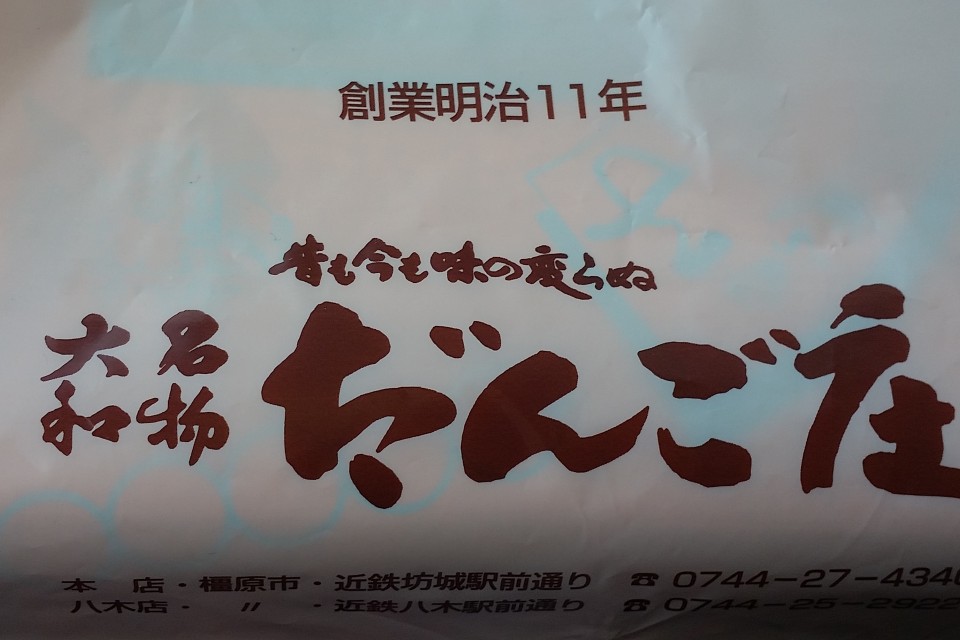 創業明治11年
昔も今も味の変らぬ
大和
名物
だんご庄
本 店・橿原市・近鉄坊城駅前通り ☎ 0744-27-4340
八木店・ 〃 ・近鉄八木駅前通り ☎ 0744-25-2922